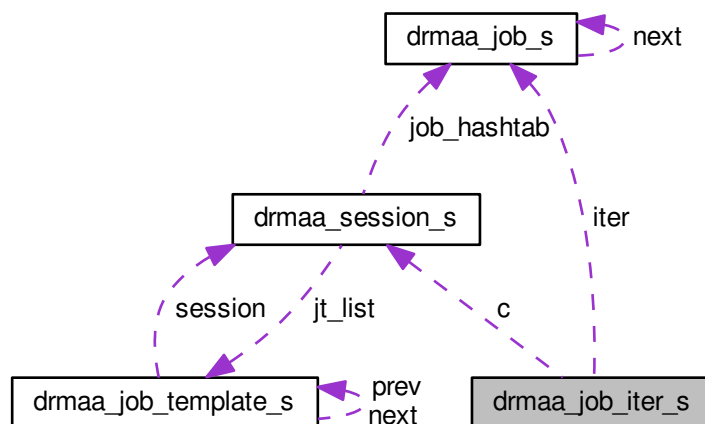 drmaa_job_s
next
job_hashtab
drmaa_session_s
iter
session
jt_list
c
drmaa_job_template_s
prev
next
drmaa_job_iter_s